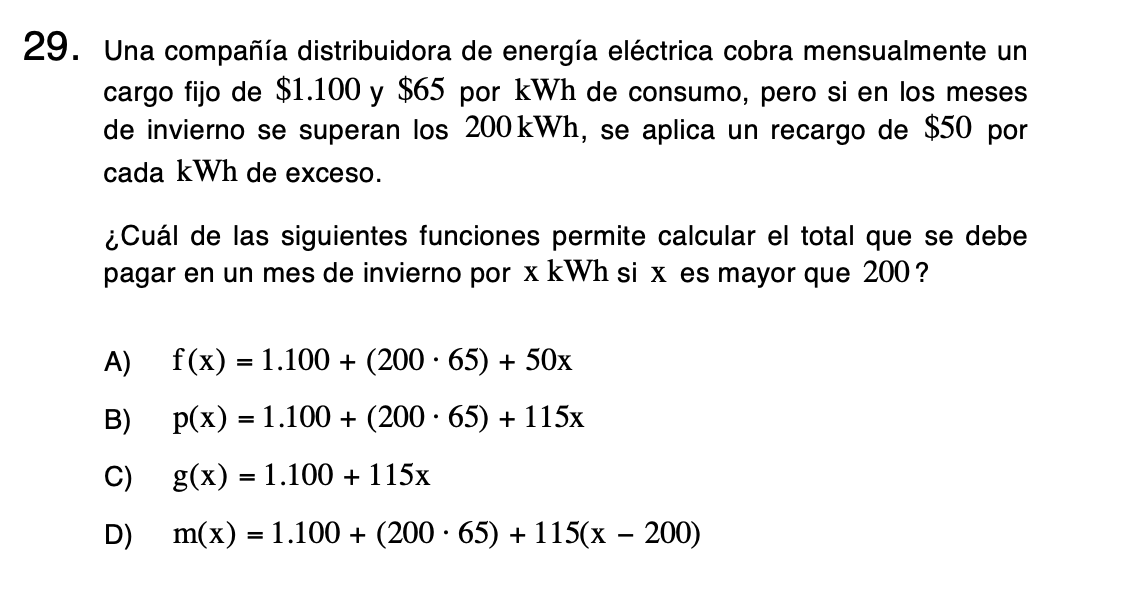 29. Una compañía distribuidora de energía eléctrica cobra mensualmente un
cargo fijo de $1.100 y $65 por kWh de consumo, pero si en los meses
de invierno se superan los 200 kWh, se aplica un recargo de $50 por
cada kWh de exceso.
¿Cuál de las siguientes funciones permite calcular el total que se debe
pagar en un mes de invierno por x kWh si x es mayor que 200?
A) f(x) = 1.100 + (200 · 65) + 50x
B) p(x) = 1.100 + (200 · 65) + 115x
C) g(x) = 1.100 + 115x
D) m(x) = 1.100 + (200 · 65) + 115(x − 200)